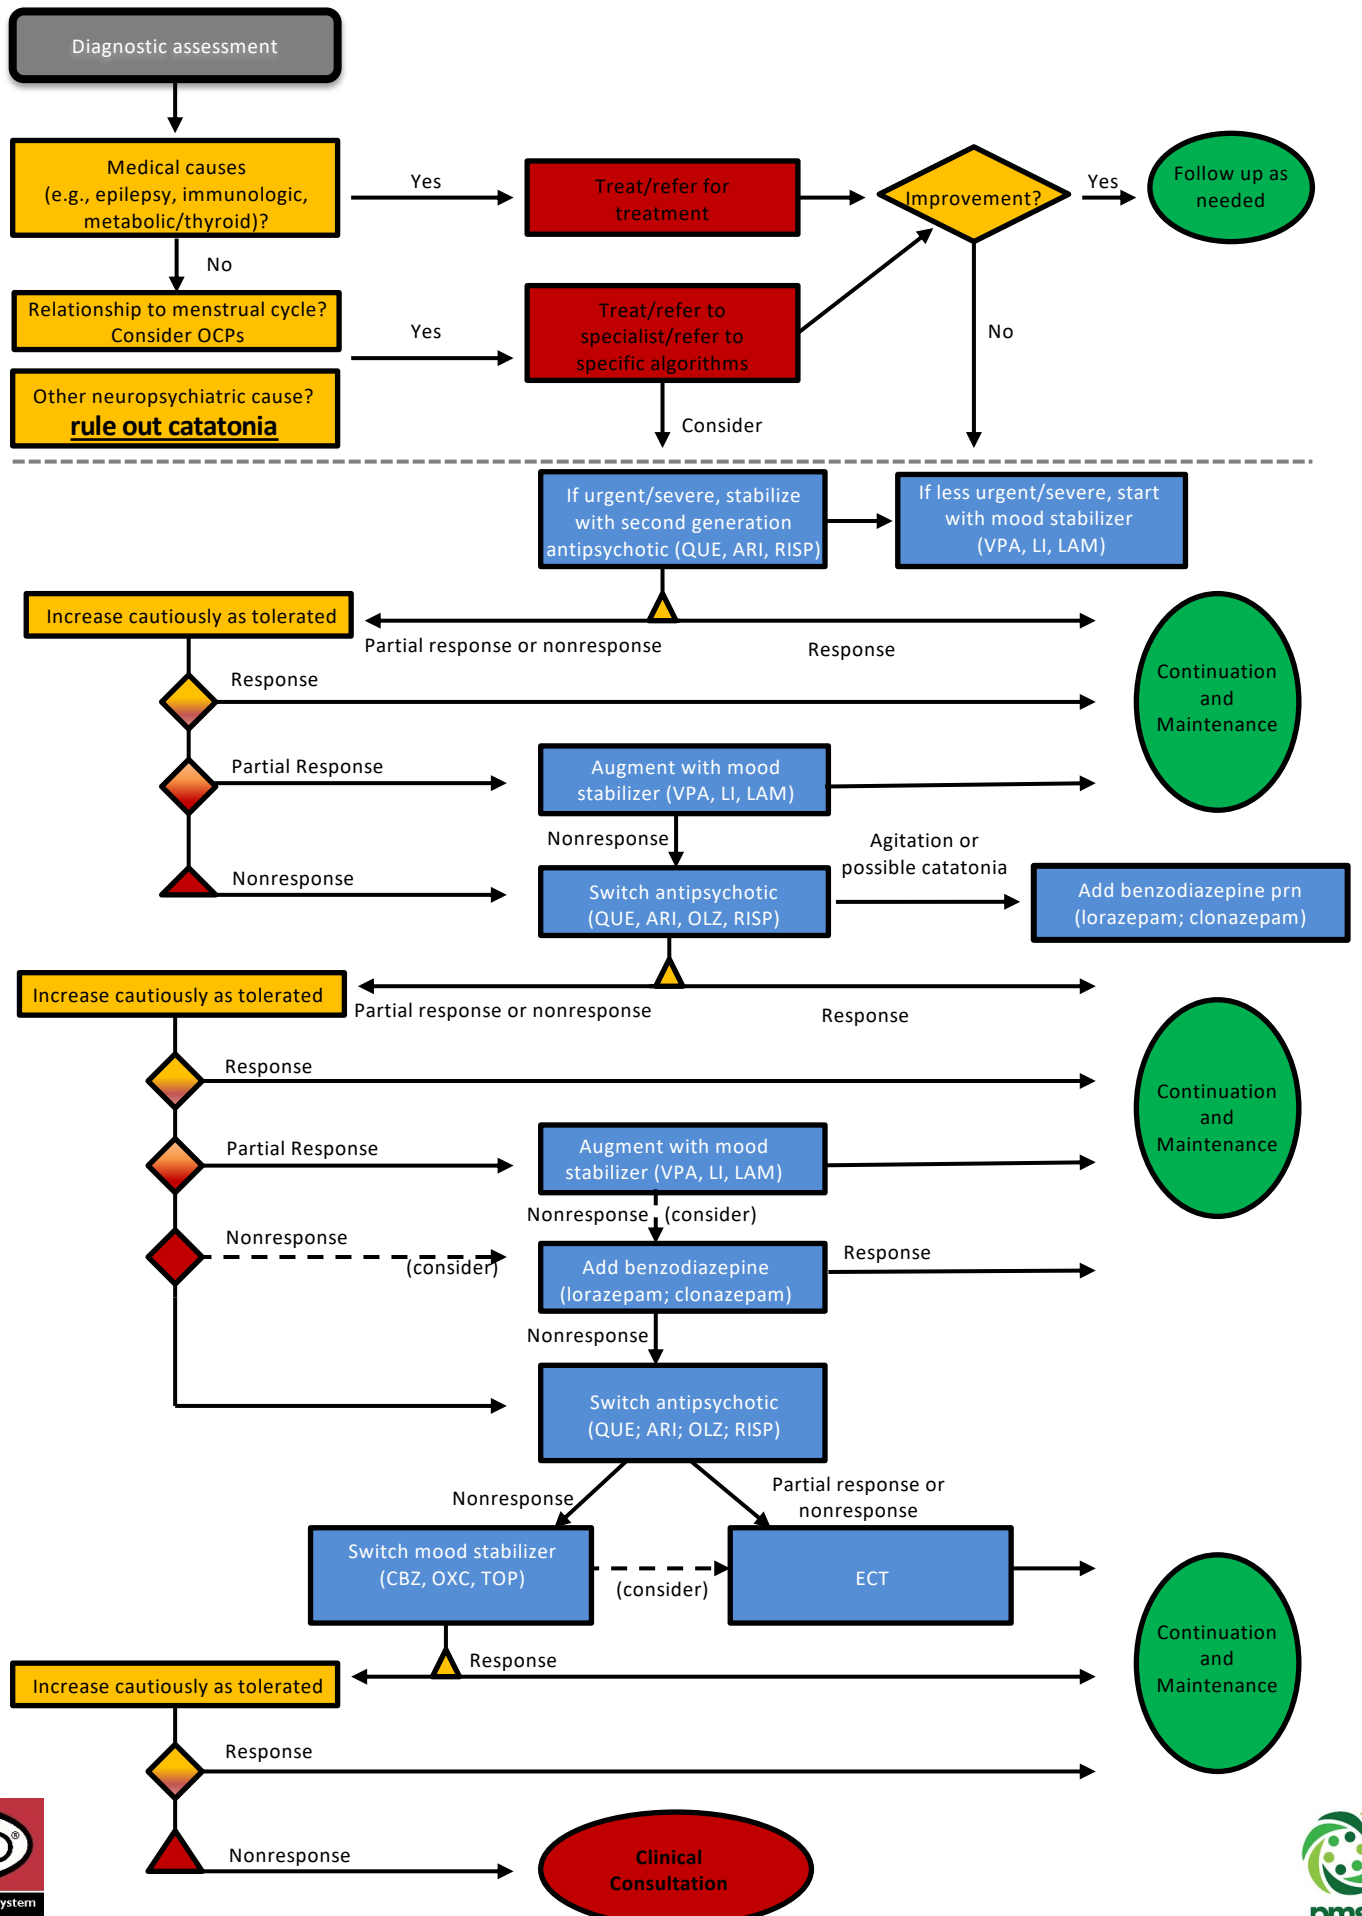 Diagnostic assessment
Medical causes
(e.g., epilepsy, immunologic,
metabolic/thyroid)?
Yes
Treat/refer for
treatment
Improvement?
Yes
Follow up as
needed
No
Relationship to menstrual cycle?
Consider OCPs
Yes
Treat/refer to
specialist/refer to
specific algorithms
No
Other neuropsychiatric cause?
rule out catatonia
Consider
If urgent/severe, stabilize
with second generation
antipsychotic (QUE, ARI, RISP)
If less urgent/severe, start
with mood stabilizer
(VPA, LI, LAM)
Increase cautiously as tolerated
Partial response or nonresponse
Response
Continuation
and
Maintenance
Response
Partial Response
Augment with mood
stabilizer (VPA, LI, LAM)
Nonresponse
Agitation or
possible catatonia
Nonresponse
Switch antipsychotic
(QUE, ARI, OLZ, RISP)
Add benzodiazepine prn
(lorazepam; clonazepam)
Increase cautiously as tolerated
Partial response or nonresponse
Response
Continuation
and
Maintenance
Response
Partial Response
Augment with mood
stabilizer (VPA, LI, LAM)
Nonresponse (consider)
Nonresponse
(consider)
Add benzodiazepine
(lorazepam; clonazepam)
Response
Nonresponse
Switch antipsychotic
(QUE; ARI; OLZ; RISP)
Nonresponse
Partial response or
nonresponse
Switch mood stabilizer
(CBZ, OXC, TOP)
(consider)
ECT
Continuation
and
Maintenance
Increase cautiously as tolerated
Response
Response
Nonresponse
Clinical
Consultation
®